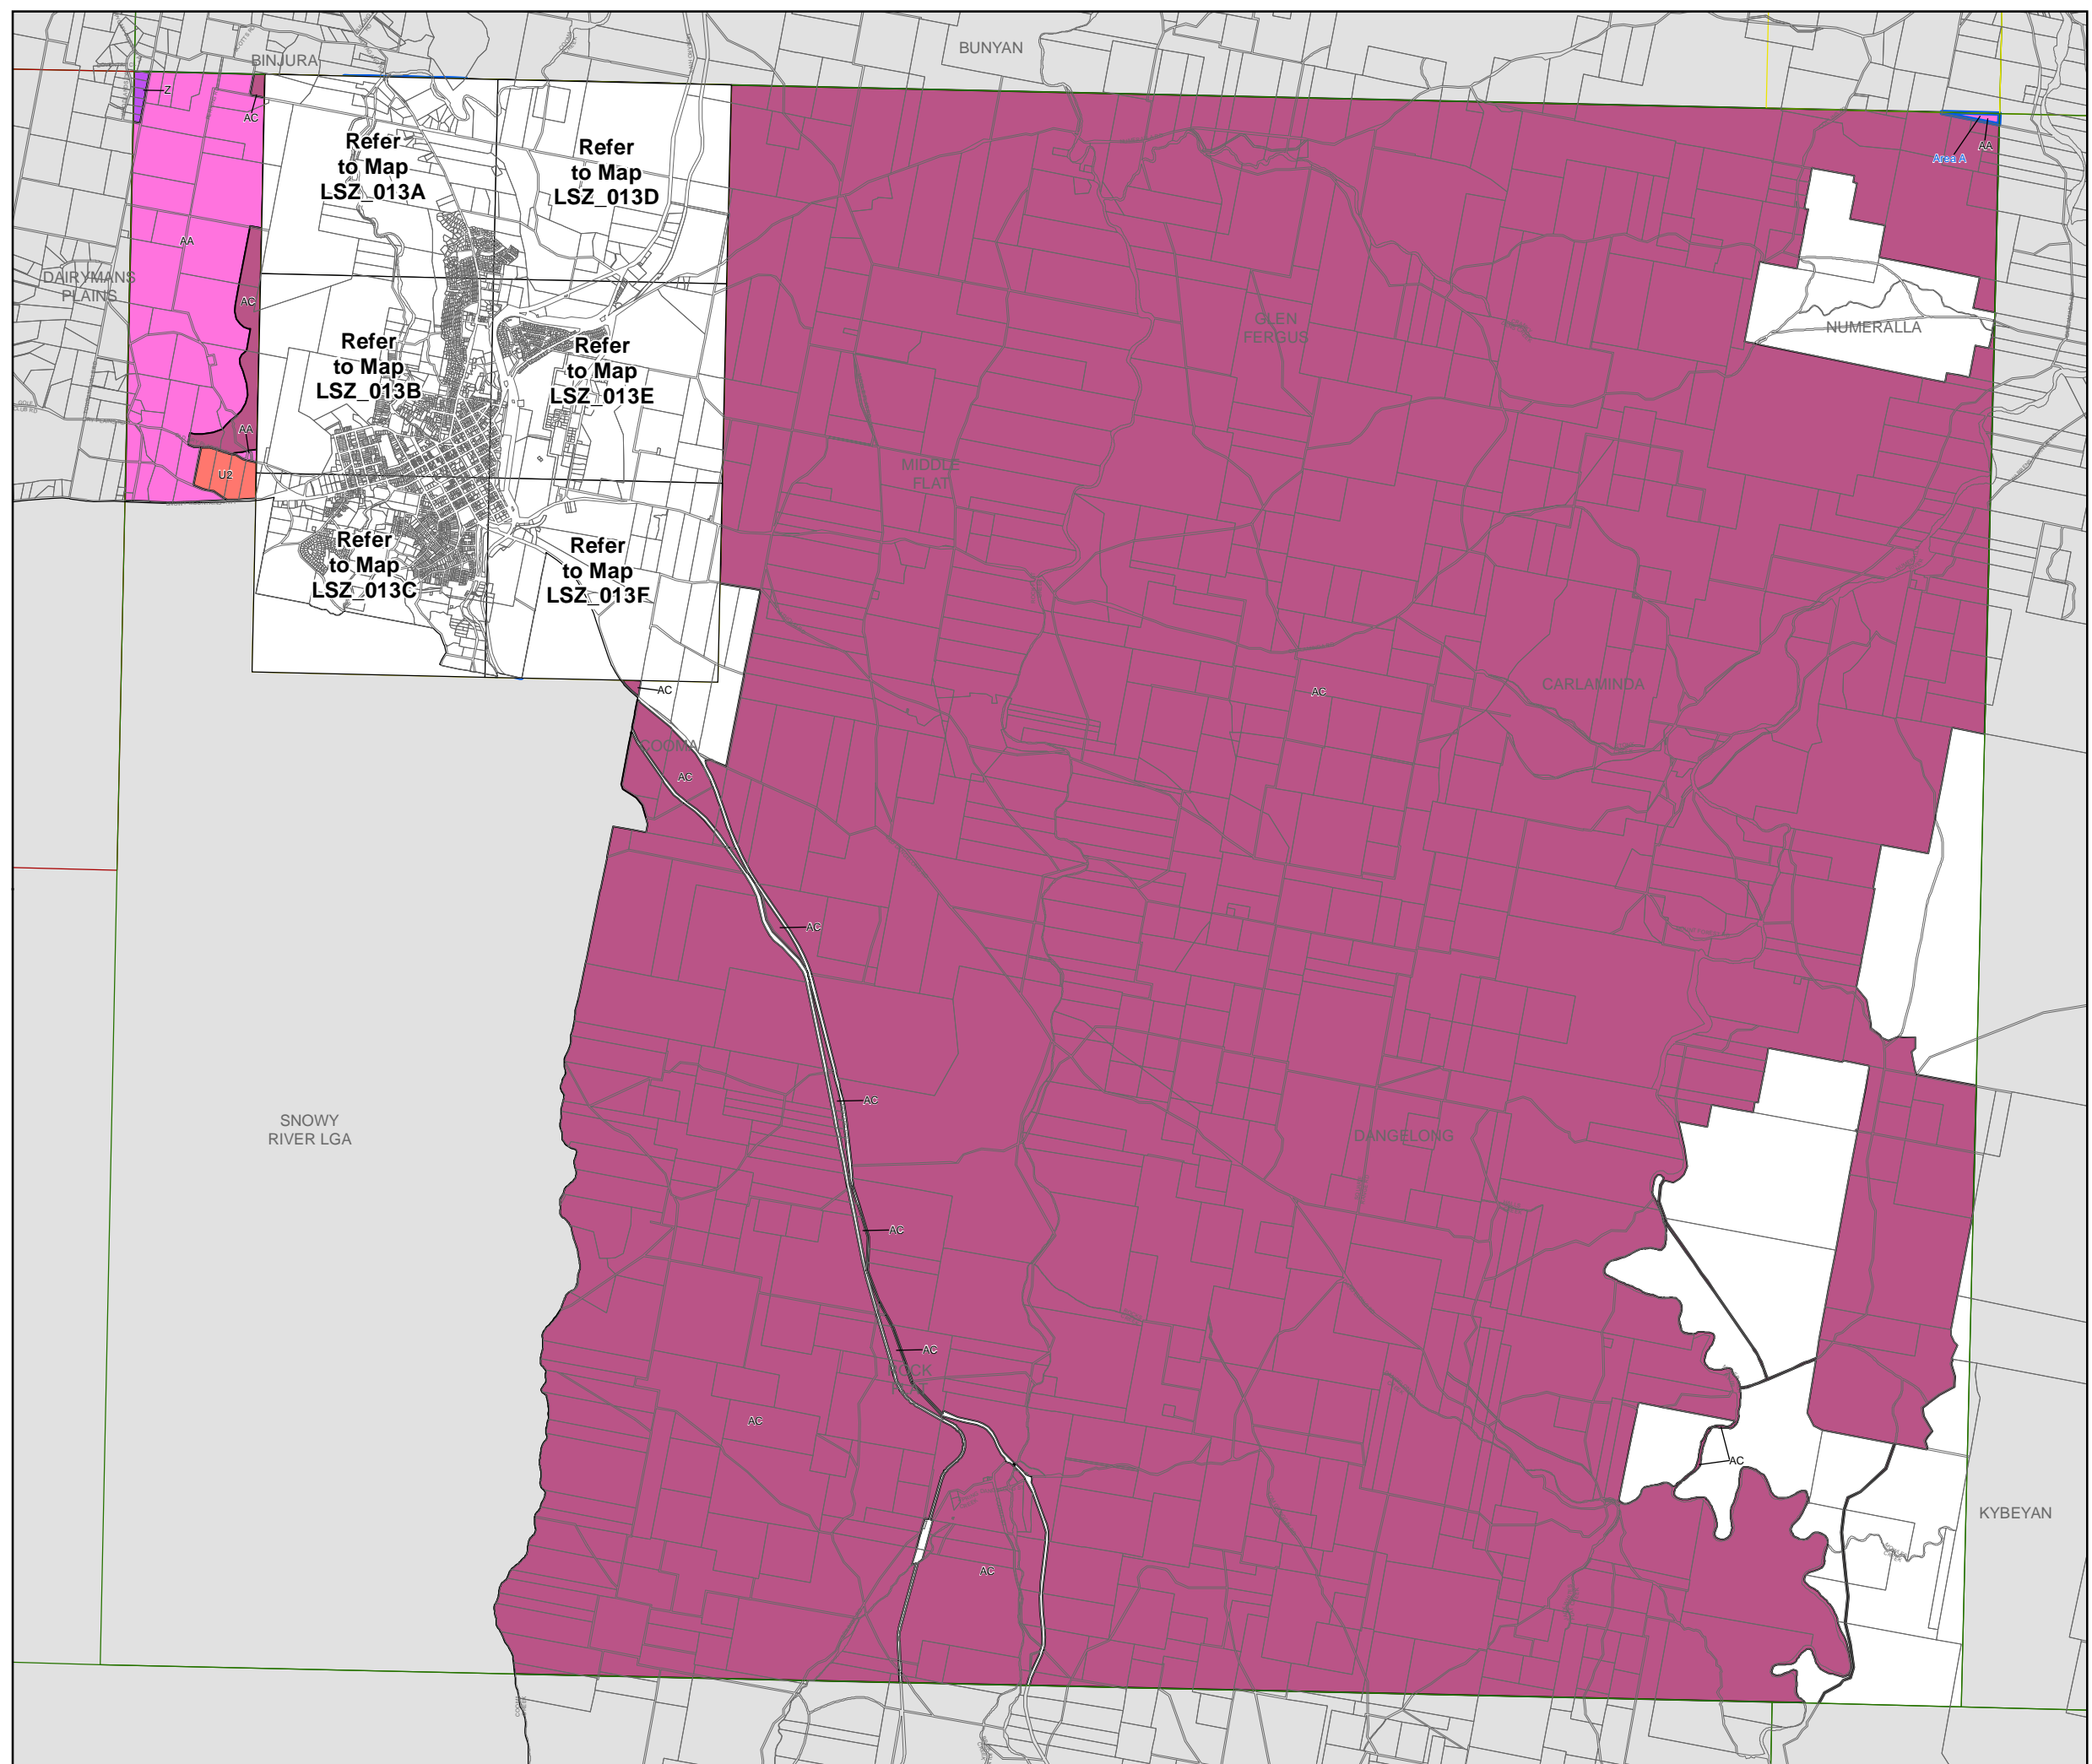 BINJURA
BUNYAN
Z
AC
Refer
to Map
LSZ_013A
Refer
to Map
LSZ_013D
Area A
AA
AA
DAIRYMANS
PLAINS
AC
GLEN
FERGUS
NUMERALLA
Refer
to Map
LSZ_013B
Refer
to Map
LSZ_013E
AA
U2
MIDDLE
FLAT
Refer
to Map
LSZ_013C
Refer
to Map
LSZ_013F
AC
AC
CARLAMINDA
COOMA
AC
AC
AC
SNOWY
RIVER LGA
DANGELONG
AC
AC
ROCK
AC
AC
KYBEYAN
AC